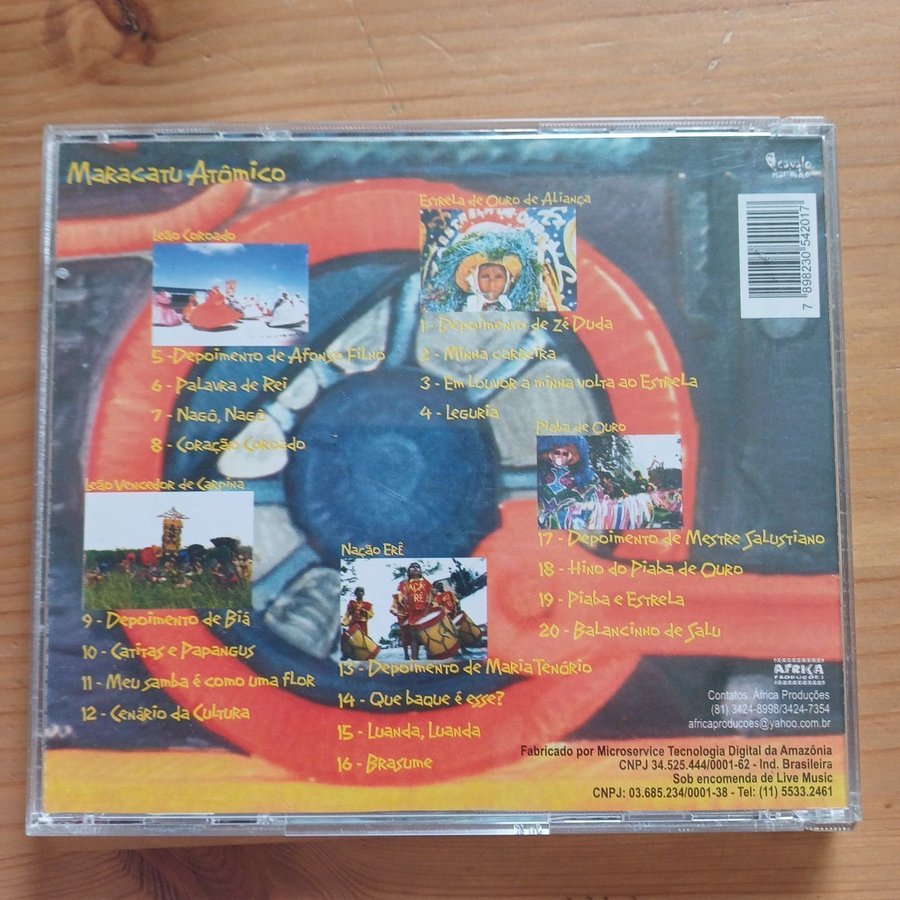 Maracatu Atômico
cavalo
marinho
Estrela de Ouro de Aliança
1 - Depoimento de Zé Duda
2 - Minha carreira
3 - Em Louvor a minha volta ao Estrela
4 - Leguria
7 898230 542017
Leão Coroado
5 - Depoimento de Afonso Filho
6 - Palavra de Rei
7 - Nagô, Nagô
8 - Coração Coroado
Leão Vencedor de Carpina
9 - Depoimento de Biá
10 - Catitas e Papangus
11 - Meu samba é como uma flor
12 - Cenário da Cultura
Nação Erê
13 - Depoimento de Maria Tenório
14 - Que baque é esse?
15 - Luanda, Luanda
16 - Brasume
Piaba de Ouro
17 - Depoimento de Mestre Salustiano
18 - Hino do Piaba de Ouro
19 - Piaba e Estrela
20 - Balancinho de Salu
AFRICA
PRODUÇÕES
Contatos: Africa Produções
(81) 3424-8998/3424-7354
africaproducoes@yahoo.com.br
Fabricado por Microservice Tecnologia Digital da Amazônia
CNPJ 34.525.444/0001-62 - Ind. Brasileira
Sob encomenda de Live Music
CNPJ: 03.685.234/0001-38 - Tel: (11) 5533.2461